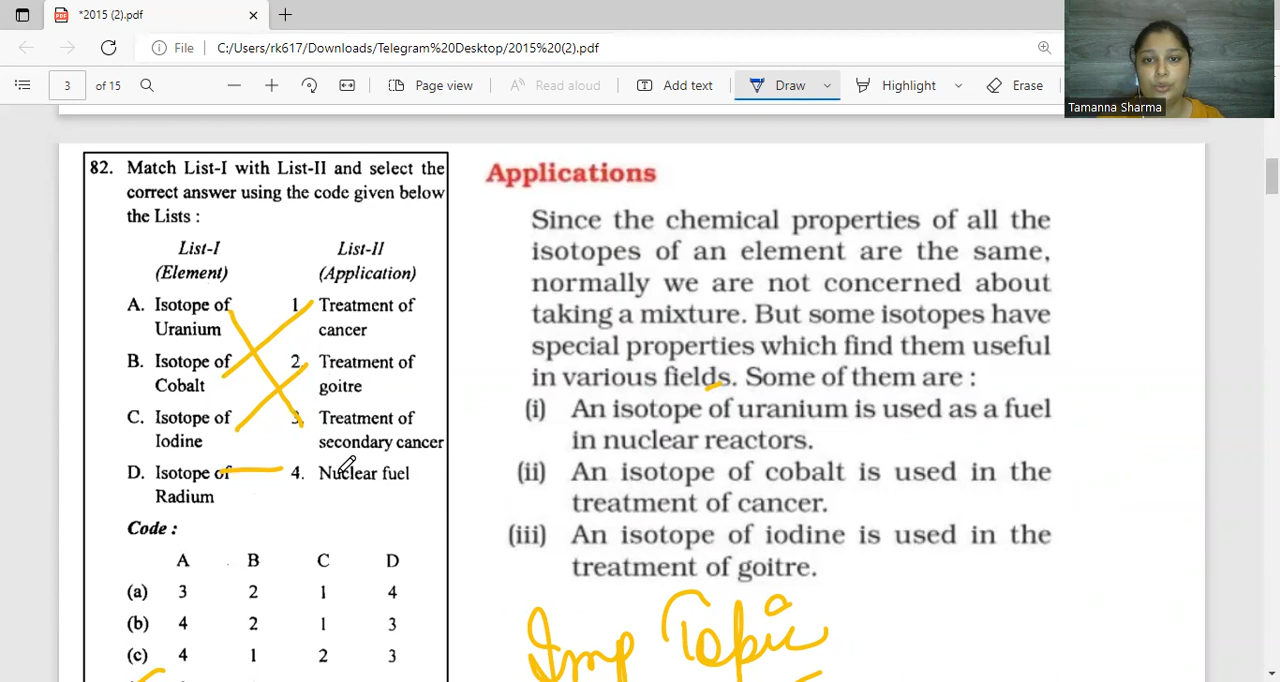 *2015 (2).pdf
File C:/Users/rk617/Downloads/Telegram%20Desktop/2015%20(2).pdf
3 of 15 Page view Read aloud Add text Draw Highlight Erase
Tamanna Sharma
82. Match List-I with List-II and select the
correct answer using the code given below
the Lists :
List-I List-II
(Element) (Application)
A. Isotope of 1. Treatment of
Uranium cancer
B. Isotope of 2. Treatment of
Cobalt goitre
C. Isotope of 3. Treatment of
Iodine secondary cancer
D. Isotope of 4. Nuclear fuel
Radium
Code :
A B C D
(a) 3 2 1 4
(b) 4 2 1 3
(c) 4 1 2 3
Applications
Since the chemical properties of all the
isotopes of an element are the same,
normally we are not concerned about
taking a mixture. But some isotopes have
special properties which find them useful
in various fields. Some of them are :
(i) An isotope of uranium is used as a fuel
in nuclear reactors.
(ii) An isotope of cobalt is used in the
treatment of cancer.
(iii) An isotope of iodine is used in the
treatment of goitre.
Imp Topic